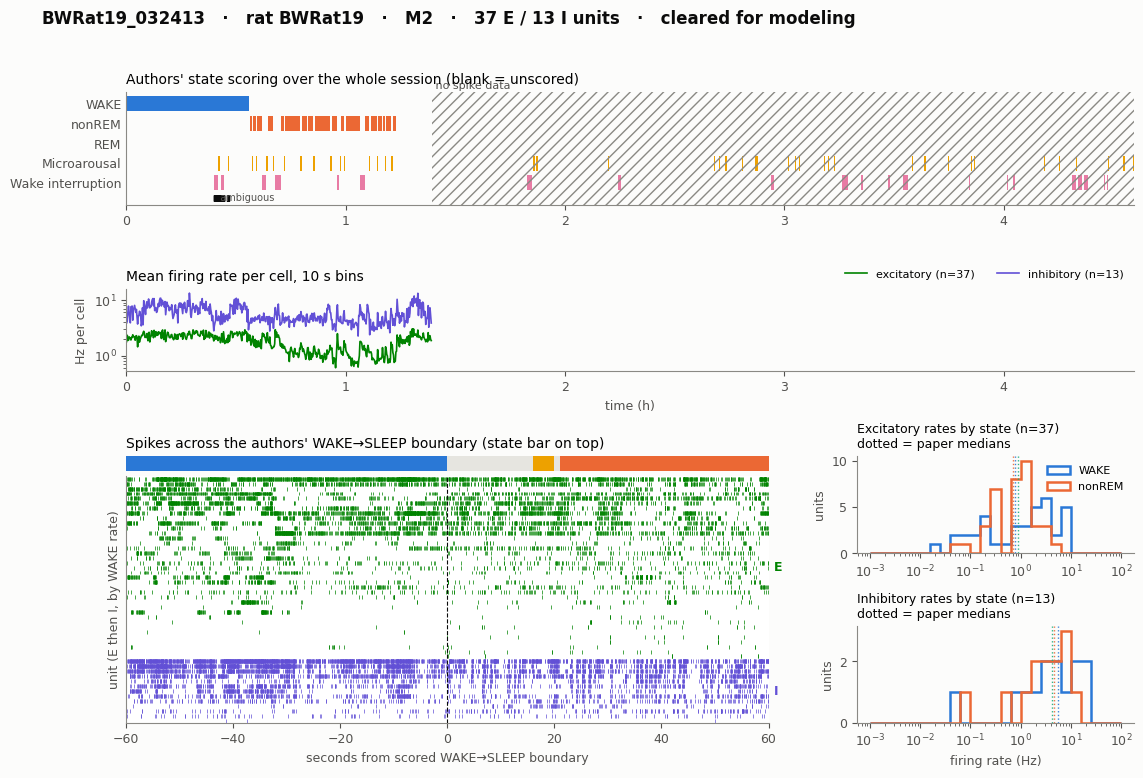 BWRat19_032413 · rat BWRat19 · M2 · 37 E / 13 I units · cleared for modeling
Authors' state scoring over the whole session (blank = unscored)
no spike data
WAKE
nonREM
REM
Microarousal
Wake interruption
ambiguous
0 1 2 3 4
Mean firing rate per cell, 10 s bins
excitatory (n=37) inhibitory (n=13)
Hz per cell
10¹
10⁰
0 1 2 3 4
time (h)
Spikes across the authors' WAKE→SLEEP boundary (state bar on top)
unit (E then I, by WAKE rate)
E
I
−60 −40 −20 0 20 40 60
seconds from scored WAKE→SLEEP boundary
Excitatory rates by state (n=37)
dotted = paper medians
WAKE
nonREM
units
10
5
0
10⁻³ 10⁻² 10⁻¹ 10⁰ 10¹ 10²
Inhibitory rates by state (n=13)
dotted = paper medians
units
2
0
10⁻³ 10⁻² 10⁻¹ 10⁰ 10¹ 10²
firing rate (Hz)